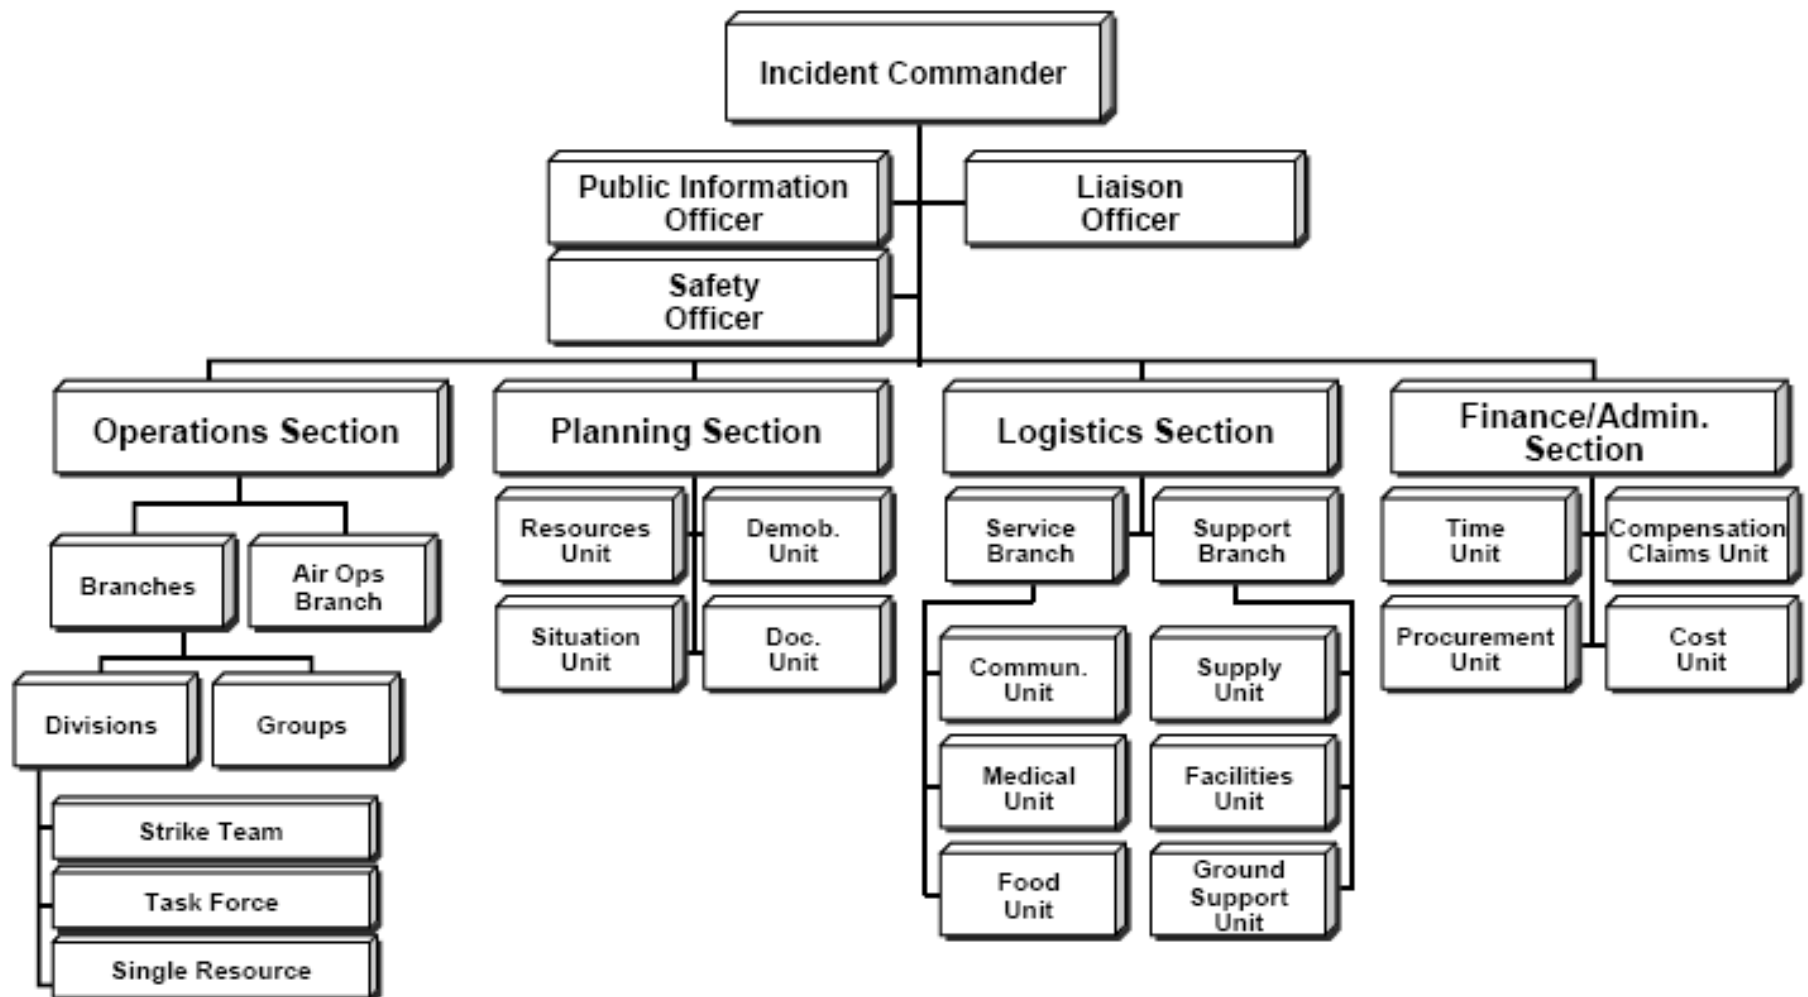 Incident Commander
Public Information
Officer
Liaison
Officer
Safety
Officer
Operations Section
Planning Section
Logistics Section
Finance/Admin.
Section
Branches
Air Ops
Branch
Divisions
Groups
Strike Team
Task Force
Single Resource
Resources
Unit
Demob.
Unit
Situation
Unit
Doc.
Unit
Service
Branch
Support
Branch
Commun.
Unit
Supply
Unit
Medical
Unit
Facilities
Unit
Food
Unit
Ground
Support
Unit
Time
Unit
Compensation
Claims Unit
Procurement
Unit
Cost
Unit